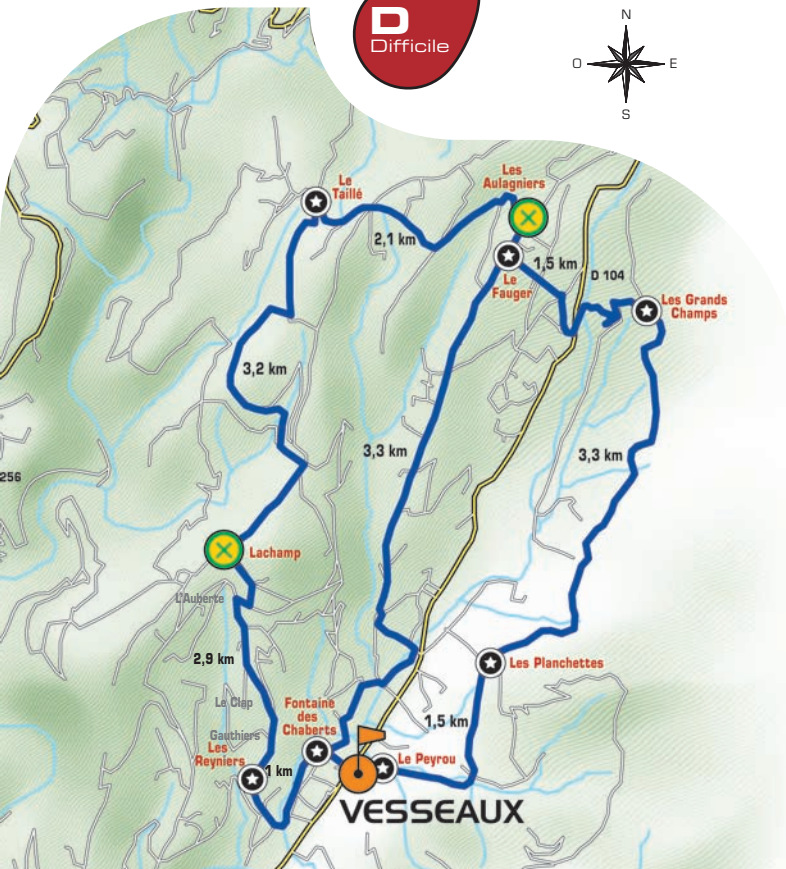 D
Difficile
N
O
E
S
Les
Aulagniers
Le
Taillé
2,1 km
1,5 km
D 104
Le
Fauger
Les Grands
Champs
3,2 km
3,3 km
3,3 km
256
Lachamp
L'Auberte
2,9 km
Les Planchettes
Le Clap
Fontaine
des
Chaberts
1,5 km
Gauthiers
Les
Reyniers
1 km
Le Peyrou
VESSEAUX